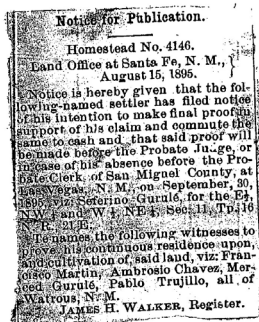 Notice for Publication.
Homestead No. 4146.
Land Office at Santa Fe, N. M., }
August 15, 1895. }
Notice is hereby given that the fol-
lowing-named settler has filed notice
of his intention to make final proof in
support of his claim and commute the
same to cash and that said proof will
be made before the Probate Judge, or
in case of his absence before the Pro-
bate Clerk, of San Miguel County, at
Las Vegas, N. M., on September, 30,
1895, viz: Seferino Gurulé, for the E½,
NW¼ and W½ NE¼, Sec. 11, Tp. 16
N R. 21 E.
He names the following witnesses to
prove his continuous residence upon,
and cultivation of, said land, viz: Fran-
cisco Martin, Ambrosio Chavez, Mer-
ced Gurulé, Pablo Trujillo, all of
Watrous, N. M.
JAMES H. WALKER, Register.